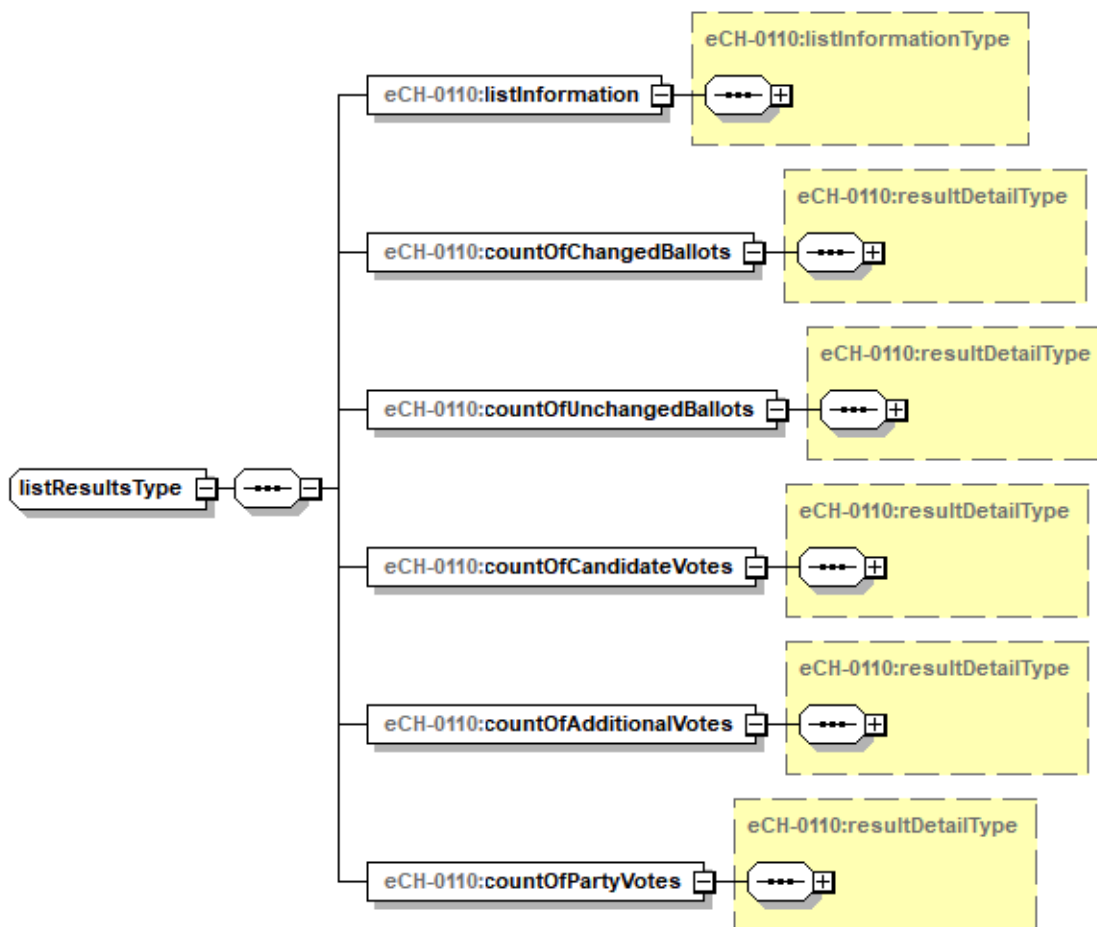 eCH-0110:listInformationType
eCH-0110:listInformation
eCH-0110:resultDetailType
eCH-0110:countOfChangedBallots
eCH-0110:resultDetailType
eCH-0110:countOfUnchangedBallots
listResultsType
eCH-0110:resultDetailType
eCH-0110:countOfCandidateVotes
eCH-0110:resultDetailType
eCH-0110:countOfAdditionalVotes
eCH-0110:resultDetailType
eCH-0110:countOfPartyVotes